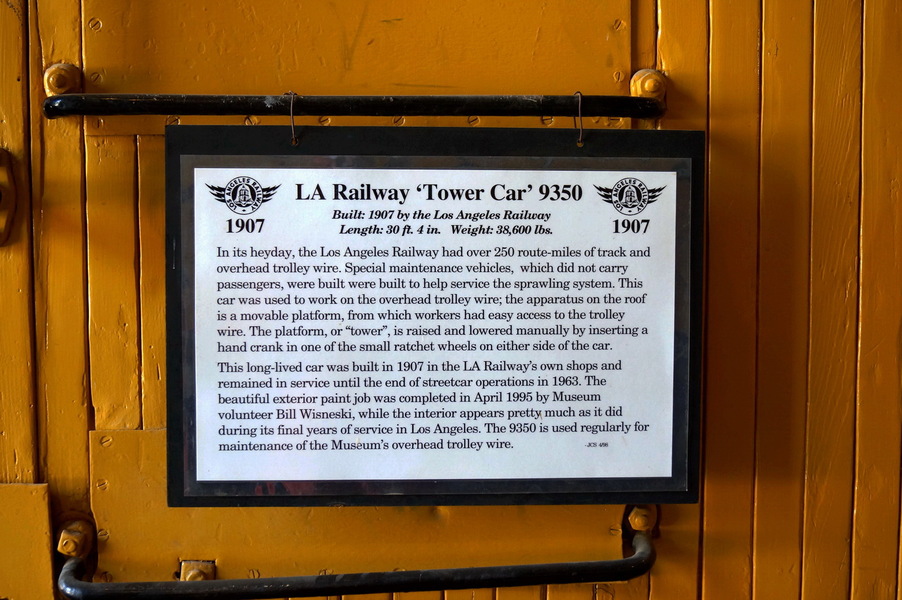 LOS ANGELES RAILWAY
LA Railway ‘Tower Car’ 9350
LOS ANGELES RAILWAY
1907
Built: 1907 by the Los Angeles Railway
1907
Length: 30 ft. 4 in. Weight: 38,600 lbs.
In its heyday, the Los Angeles Railway had over 250 route-miles of track and
overhead trolley wire. Special maintenance vehicles, which did not carry
passengers, were built were built to help service the sprawling system. This
car was used to work on the overhead trolley wire; the apparatus on the roof
is a movable platform, from which workers had easy access to the trolley
wire. The platform, or “tower”, is raised and lowered manually by inserting a
hand crank in one of the small ratchet wheels on either side of the car.
This long-lived car was built in 1907 in the LA Railway’s own shops and
remained in service until the end of streetcar operations in 1963. The
beautiful exterior paint job was completed in April 1995 by Museum
volunteer Bill Wisneski, while the interior appears pretty much as it did
during its final years of service in Los Angeles. The 9350 is used regularly for
maintenance of the Museum’s overhead trolley wire.
-JCS 4/98